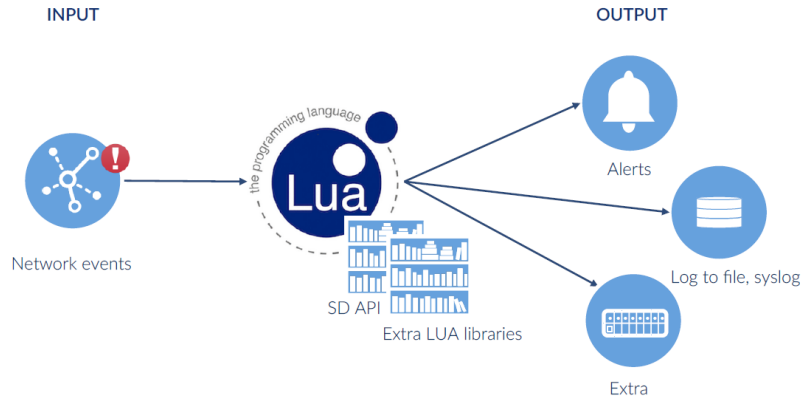 INPUT
OUTPUT
the programming language
Lua
Alerts
Network events
Log to file, syslog
SD API
Extra LUA libraries
Extra